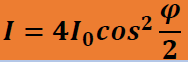 I = 4I₀cos² φ/2